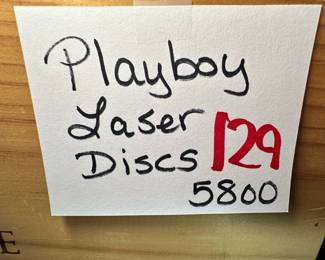 Playboy
Laser 129
Discs
5800
E